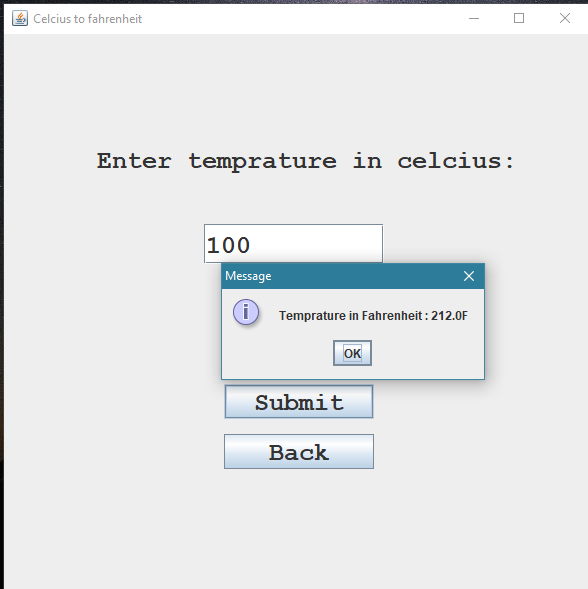 Celcius to fahrenheit
Enter temprature in celcius:
100
Message
i
Temprature in Fahrenheit : 212.0F
OK
Submit
Back